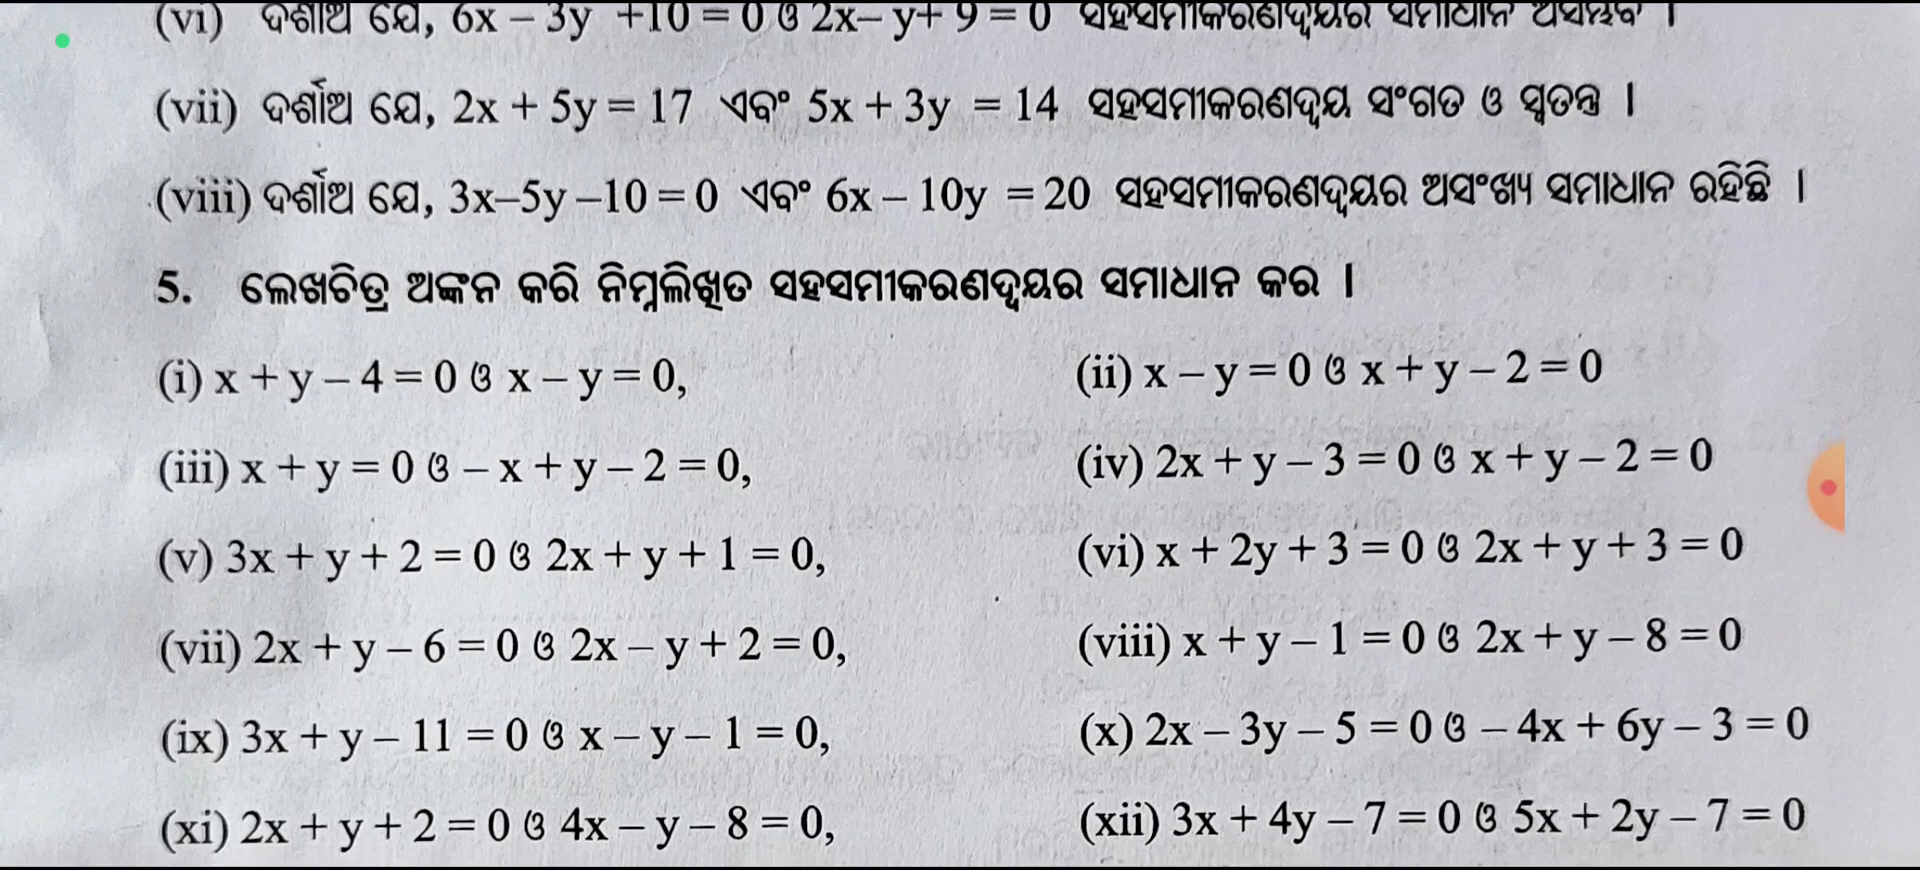 (vi) ଦର୍ଶାଅ ଯେ, 6x – 3y +10 = 0 ଓ 2x– y+ 9 = 0 ସହସମୀକରଣଦ୍ୱୟର ସମାଧାନ ଅସମ୍ଭବ ।
(vii) ଦର୍ଶାଅ ଯେ, 2x + 5y = 17 ଏବଂ 5x + 3y = 14 ସହସମୀକରଣଦ୍ୱୟ ସଂଗତ ଓ ସ୍ୱତନ୍ତ୍ର ।
(viii) ଦର୍ଶାଅ ଯେ, 3x–5y –10 = 0 ଏବଂ 6x – 10y = 20 ସହସମୀକରଣଦ୍ୱୟର ଅସଂଖ୍ୟ ସମାଧାନ ରହିଛି ।
5. ଲେଖଚିତ୍ର ଅଙ୍କନ କରି ନିମ୍ନଲିଖିତ ସହସମୀକରଣଦ୍ୱୟର ସମାଧାନ କର ।
(i) x + y – 4 = 0 ଓ x – y = 0, (ii) x – y = 0 ଓ x + y – 2 = 0
(iii) x + y = 0 ଓ – x + y – 2 = 0, (iv) 2x + y – 3 = 0 ଓ x + y – 2 = 0
(v) 3x + y + 2 = 0 ଓ 2x + y + 1 = 0, (vi) x + 2y + 3 = 0 ଓ 2x + y + 3 = 0
(vii) 2x + y – 6 = 0 ଓ 2x – y + 2 = 0, (viii) x + y – 1 = 0 ଓ 2x + y – 8 = 0
(ix) 3x + y – 11 = 0 ଓ x – y – 1 = 0, (x) 2x – 3y – 5 = 0 ଓ – 4x + 6y – 3 = 0
(xi) 2x + y + 2 = 0 ଓ 4x – y – 8 = 0, (xii) 3x + 4y – 7 = 0 ଓ 5x + 2y – 7 = 0